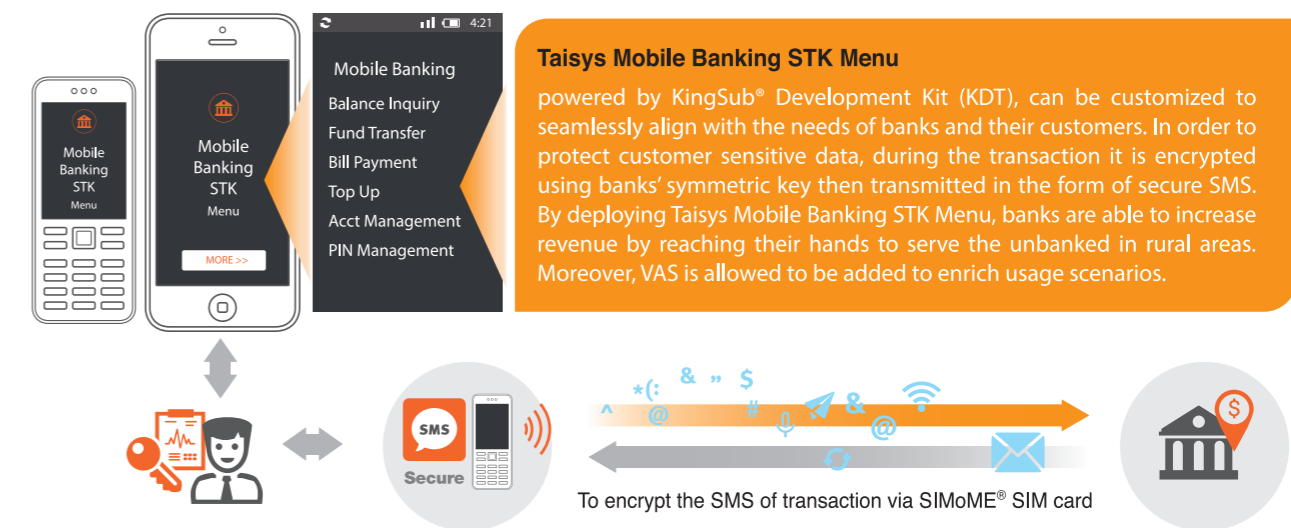 4:21
Mobile
Banking
STK
Menu
Mobile
Banking
STK
Menu
MORE >>
Mobile Banking
Balance Inquiry
Fund Transfer
Bill Payment
Top Up
Acct Management
PIN Management
Taisys Mobile Banking STK Menu
powered by KingSub® Development Kit (KDT), can be customized to
seamlessly align with the needs of banks and their customers. In order to
protect customer sensitive data, during the transaction it is encrypted
using banks' symmetric key then transmitted in the form of secure SMS.
By deploying Taisys Mobile Banking STK Menu, banks are able to increase
revenue by reaching their hands to serve the unbanked in rural areas.
Moreover, VAS is allowed to be added to enrich usage scenarios.
SMS
Secure
^ *(: @ & ,, $ # & @
$
To encrypt the SMS of transaction via SIMoME® SIM card